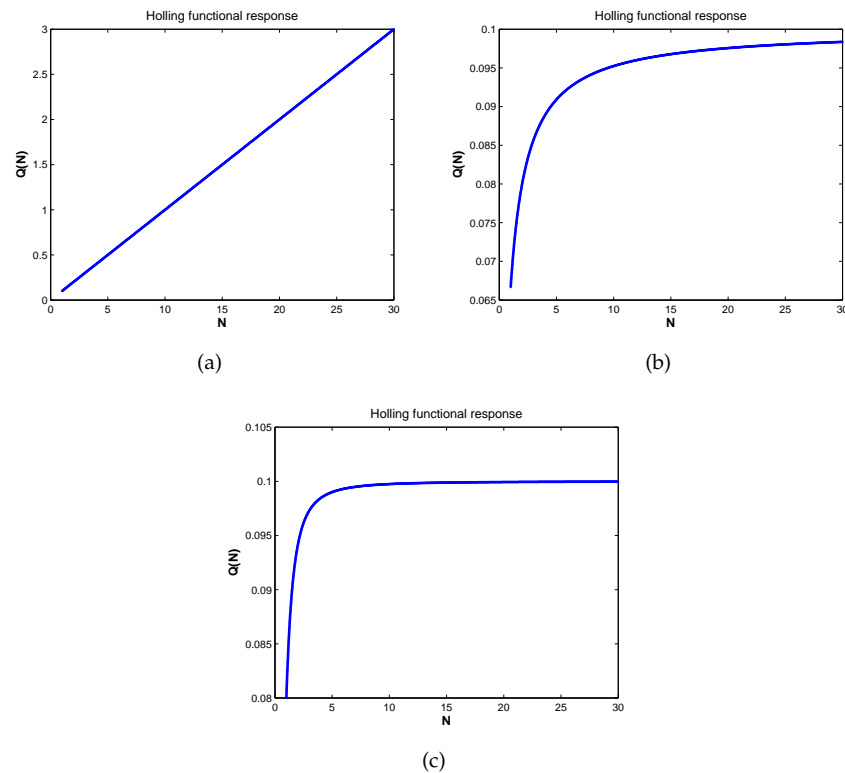 Holling functional response
3
2.5
2
1.5
1
0.5
0
Q(N)
0 5 10 15 20 25 30
N
(a)
Holling functional response
0.1
0.095
0.09
0.085
0.08
0.075
0.07
0.065
Q(N)
0 5 10 15 20 25 30
N
(b)
Holling functional response
0.105
0.1
0.095
0.09
0.085
0.08
Q(N)
0 5 10 15 20 25 30
N
(c)